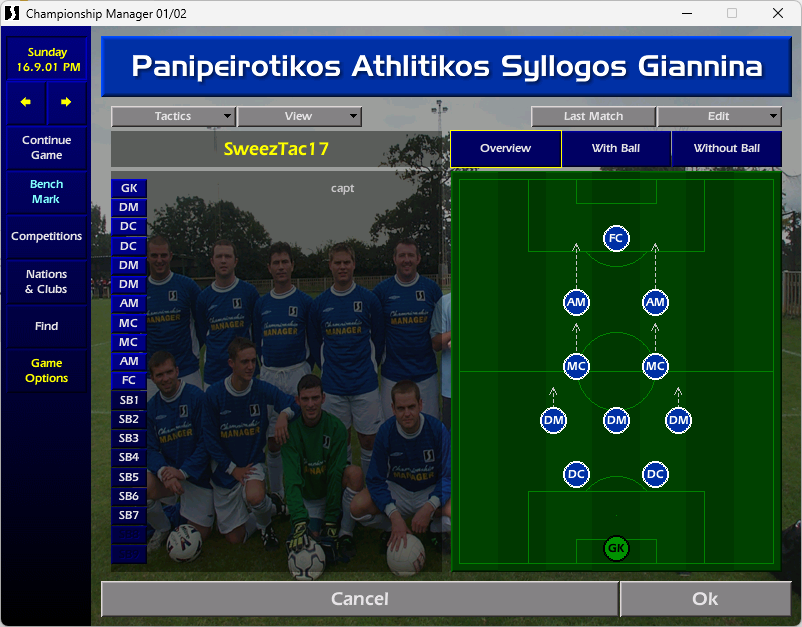 Championship Manager 01/02
Sunday
16.9.01 PM
Continue
Game
Bench
Mark
Competitions
Nations
& Clubs
Find
Game
Options
Panipeirotikos Athlitikos Syllogos Giannina
Tactics View Last Match Edit
SweezTac17
Overview With Ball Without Ball
GK capt
DM
DC
DC
DM
DM
AM
MC
MC
AM
FC
SB1
SB2
SB3
SB4
SB5
SB6
SB7
FC
AM AM
MC MC
DM DM DM
DC DC
GK
Cancel Ok